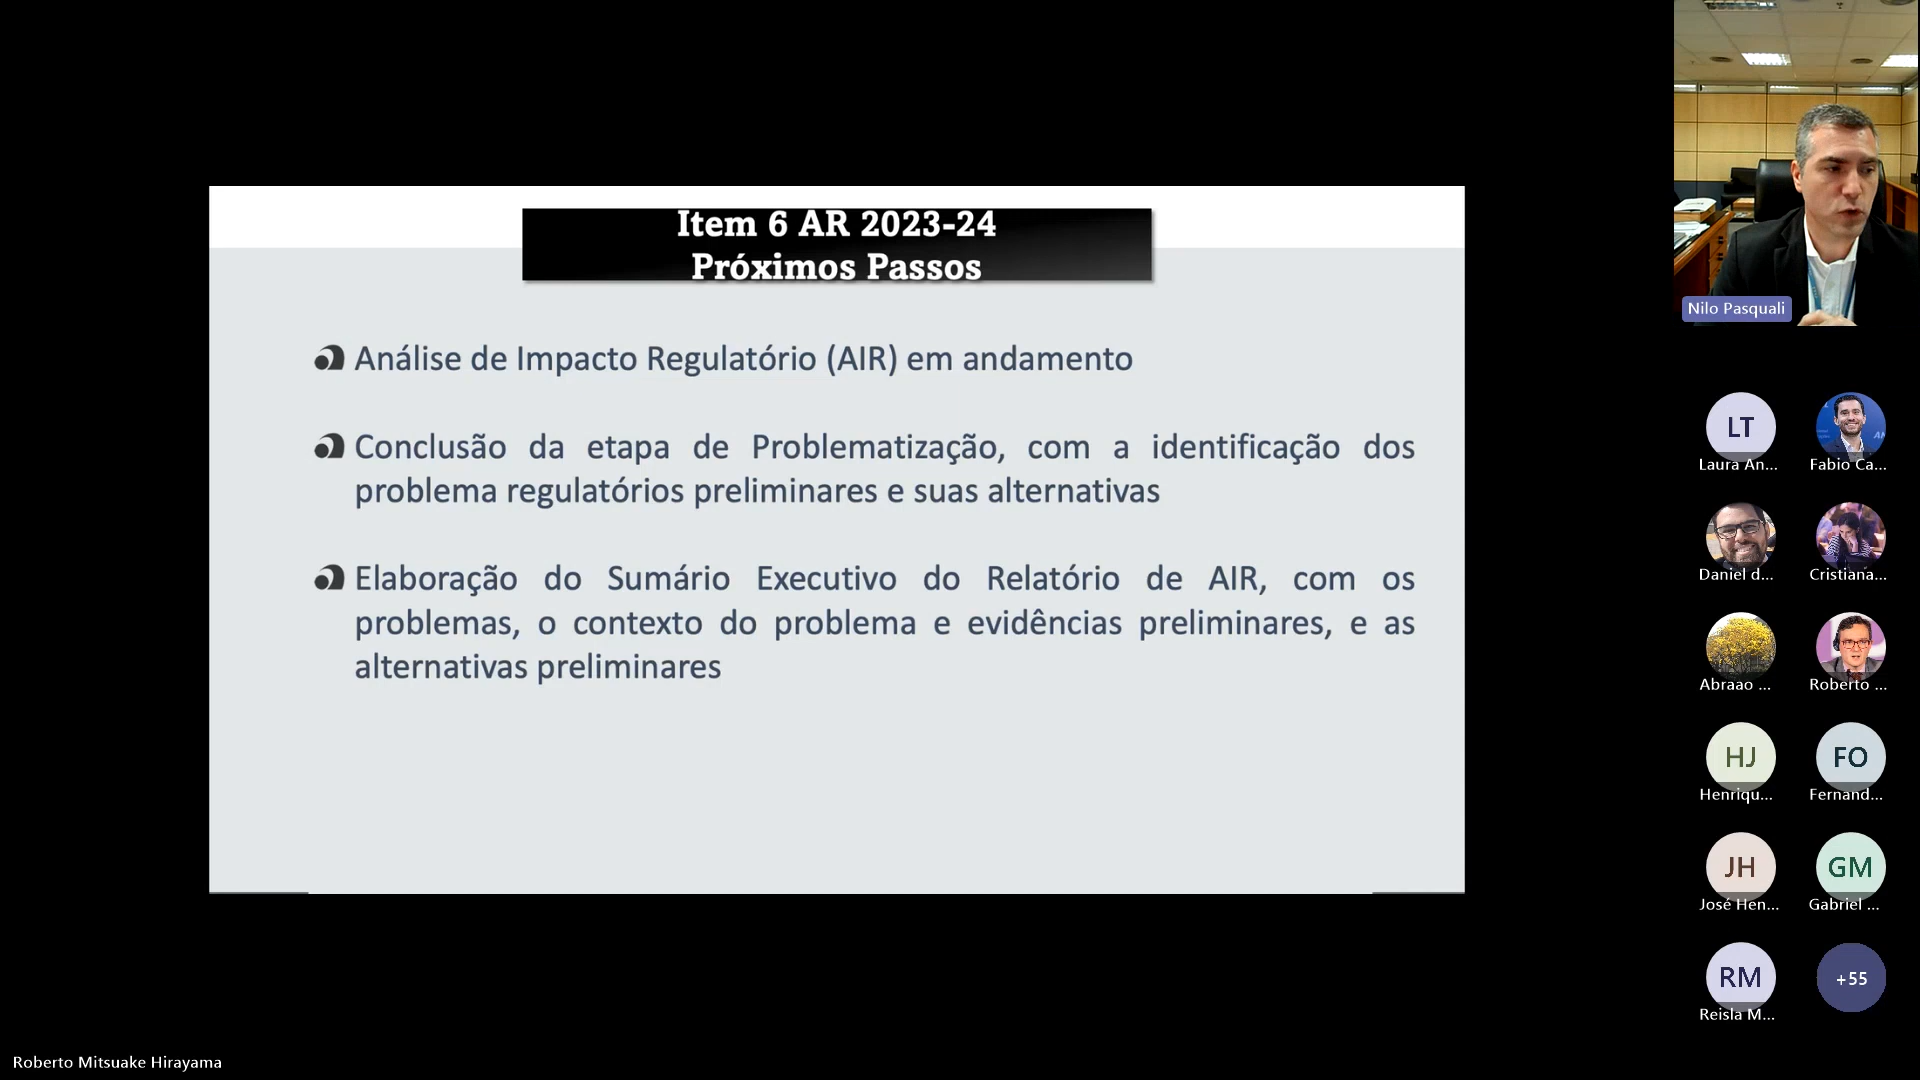 Item 6 AR 2023-24
Próximos Passos
Análise de Impacto Regulatório (AIR) em andamento
Conclusão da etapa de Problematização, com a identificação dos
problema regulatórios preliminares e suas alternativas
Elaboração do Sumário Executivo do Relatório de AIR, com os
problemas, o contexto do problema e evidências preliminares, e as
alternativas preliminares
Nilo Pasquali
LT
Laura An...
Fabio Ca...
Daniel d...
Cristiana...
Abraao ...
Roberto ...
HJ
Henriqu...
FO
Fernand...
JH
José Hen...
GM
Gabriel ...
RM
Reisla M...
+55
Roberto Mitsuake Hirayama